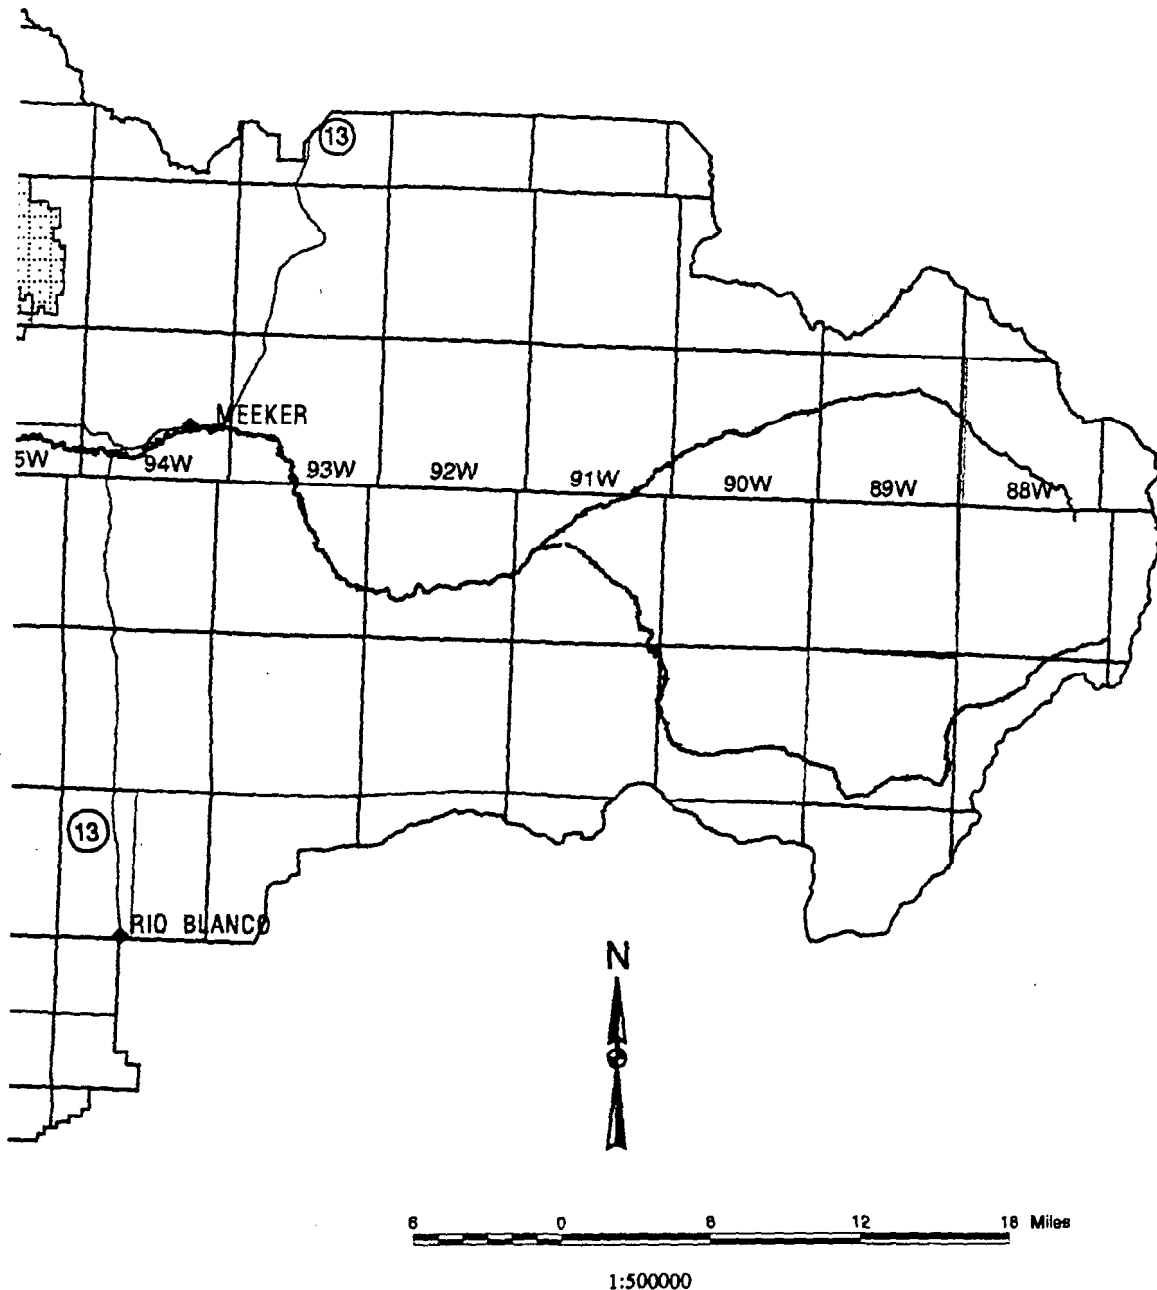 13
MEEKER
5W 94W 93W 92W 91W 90W 89W 88W
13
RIO BLANCO
N
6 0 6 12 18 Miles
1:500000